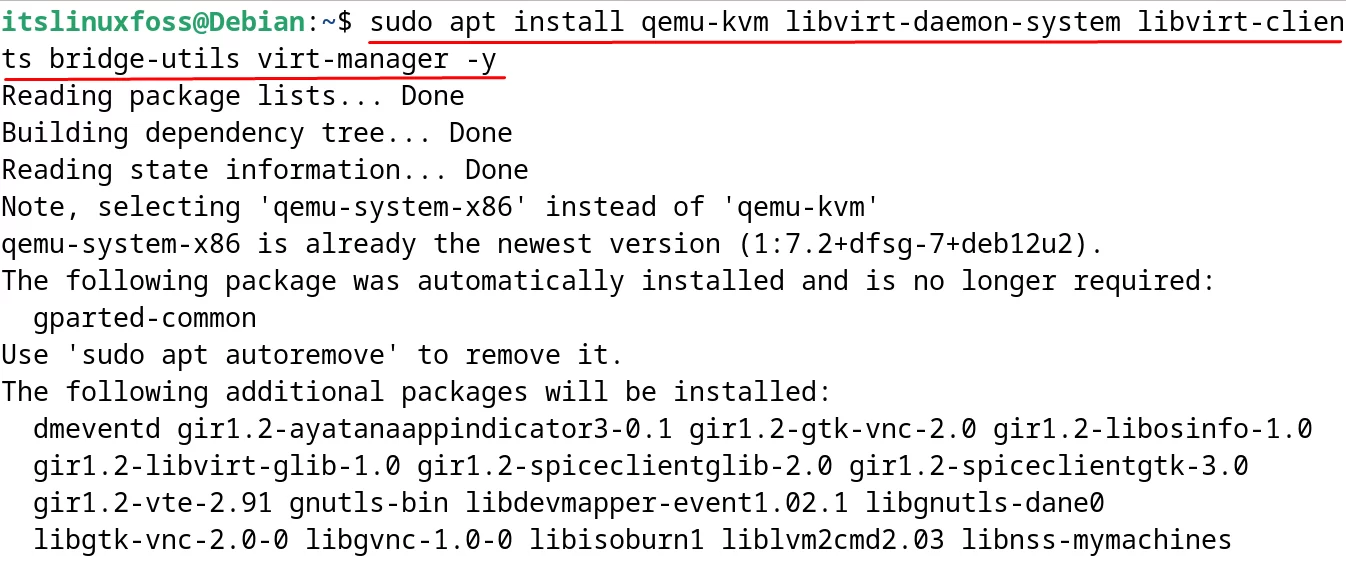 itslinuxfoss@Debian:~$ sudo apt install qemu-kvm libvirt-daemon-system libvirt-clien
ts bridge-utils virt-manager -y
Reading package lists... Done
Building dependency tree... Done
Reading state information... Done
Note, selecting 'qemu-system-x86' instead of 'qemu-kvm'
qemu-system-x86 is already the newest version (1:7.2+dfsg-7+deb12u2).
The following package was automatically installed and is no longer required:
  gparted-common
Use 'sudo apt autoremove' to remove it.
The following additional packages will be installed:
  dmeventd gir1.2-ayatanaappindicator3-0.1 gir1.2-gtk-vnc-2.0 gir1.2-libosinfo-1.0
  gir1.2-libvirt-glib-1.0 gir1.2-spiceclientglib-2.0 gir1.2-spiceclientgtk-3.0
  gir1.2-vte-2.91 gnutls-bin libdevmapper-event1.02.1 libgnutls-dane0
  libgtk-vnc-2.0-0 libgvnc-1.0-0 libisoburn1 liblvm2cmd2.03 libnss-mymachines